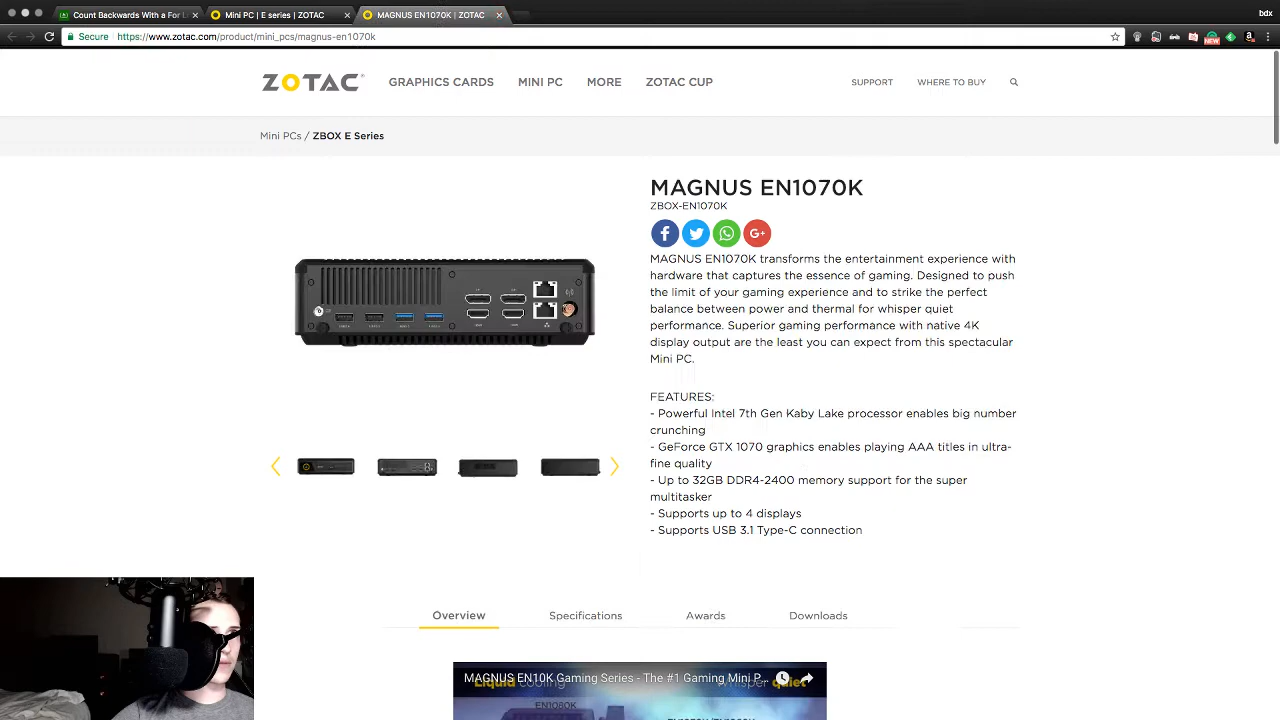 Count Backwards With a For L
Mini PC | E series | ZOTAC
MAGNUS EN1070K | ZOTAC
bdx
Secure
https://www.zotac.com/product/mini_pcs/magnus-en1070k
NEW
ZOTAC
GRAPHICS CARDS
MINI PC
MORE
ZOTAC CUP
SUPPORT
WHERE TO BUY
Mini PCs / ZBOX E Series
MAGNUS EN1070K
ZBOX-EN1070K
MAGNUS EN1070K transforms the entertainment experience with
hardware that captures the essence of gaming. Designed to push
the limit of your gaming experience and to strike the perfect
balance between power and thermal for whisper quiet
performance. Superior gaming performance with native 4K
display output are the least you can expect from this spectacular
Mini PC.
FEATURES:
- Powerful Intel 7th Gen Kaby Lake processor enables big number
crunching
- GeForce GTX 1070 graphics enables playing AAA titles in ultra-
fine quality
- Up to 32GB DDR4-2400 memory support for the super
multitasker
- Supports up to 4 displays
- Supports USB 3.1 Type-C connection
Overview
Specifications
Awards
Downloads
MAGNUS EN10K Gaming Series - The #1 Gaming Mini P...
Liquid cooling
quiet
EN1080K